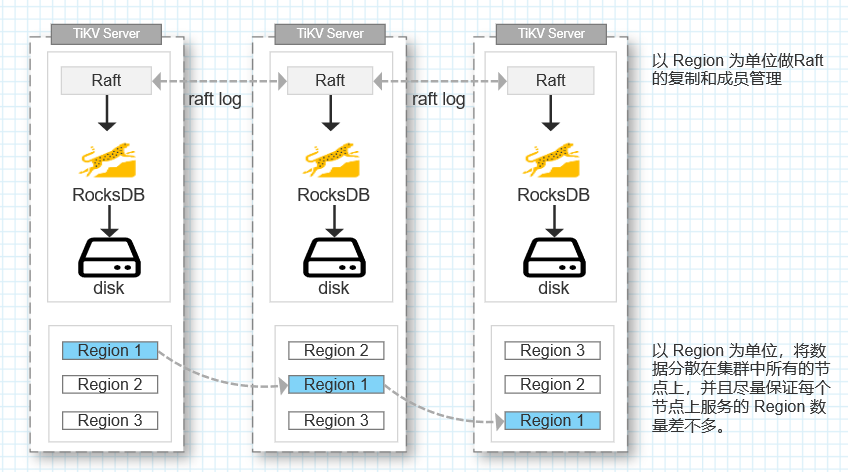 TiKV Server
TiKV Server
TiKV Server
Raft
Raft
Raft
raft log
raft log
RocksDB
RocksDB
RocksDB
disk
disk
disk
Region 1
Region 2
Region 3
Region 2
Region 1
Region 3
Region 3
Region 2
Region 1
以 Region 为单位做Raft
的复制和成员管理
以 Region 为单位，将数
据分散在集群中所有的节
点上，并且尽量保证每个
节点上服务的 Region 数
量差不多。